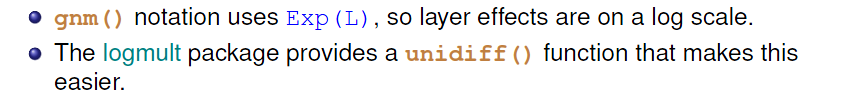 gnm() notation uses Exp(L), so layer effects are on a log scale.
The logmult package provides a unidiff() function that makes this
easier.